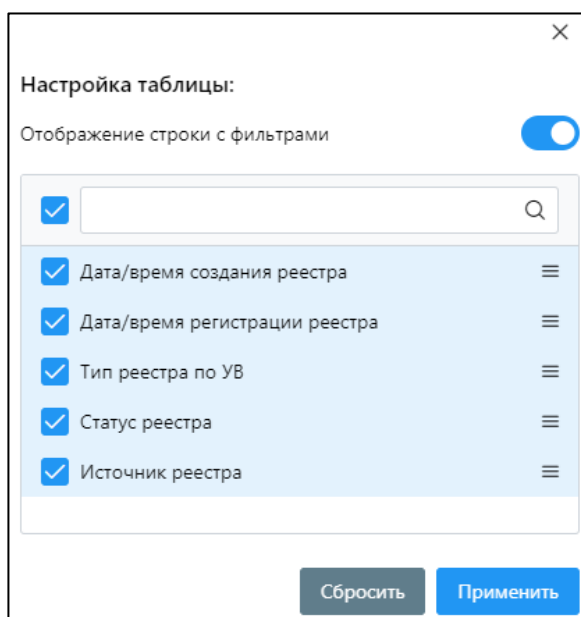 Настройка таблицы:
Отображение строки с фильтрами
Дата/время создания реестра
Дата/время регистрации реестра
Тип реестра по УВ
Статус реестра
Источник реестра
Сбросить Применить